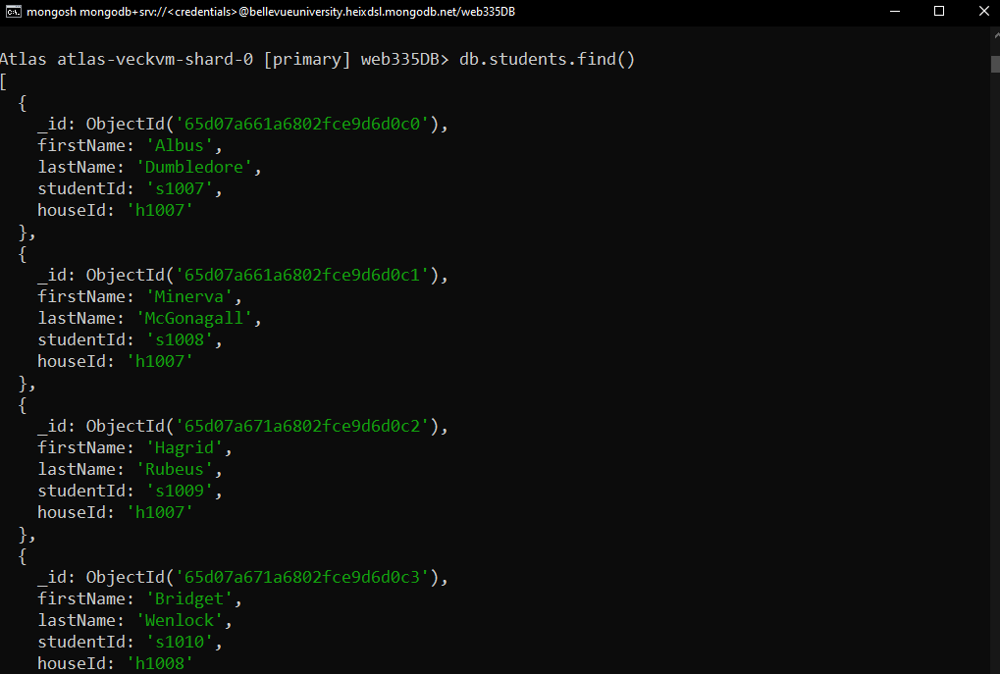 mongosh mongodb+srv://<credentials>@bellevueuniversity.heixdsl.mongodb.net/web335DB
Atlas atlas-veckvm-shard-0 [primary] web335DB> db.students.find()
[
  {
    _id: ObjectId('65d07a661a6802fce9d6d0c0'),
    firstName: 'Albus',
    lastName: 'Dumbledore',
    studentId: 's1007',
    houseId: 'h1007'
  },
  {
    _id: ObjectId('65d07a661a6802fce9d6d0c1'),
    firstName: 'Minerva',
    lastName: 'McGonagall',
    studentId: 's1008',
    houseId: 'h1007'
  },
  {
    _id: ObjectId('65d07a671a6802fce9d6d0c2'),
    firstName: 'Hagrid',
    lastName: 'Rubeus',
    studentId: 's1009',
    houseId: 'h1007'
  },
  {
    _id: ObjectId('65d07a671a6802fce9d6d0c3'),
    firstName: 'Bridget',
    lastName: 'Wenlock',
    studentId: 's1010',
    houseId: 'h1008'